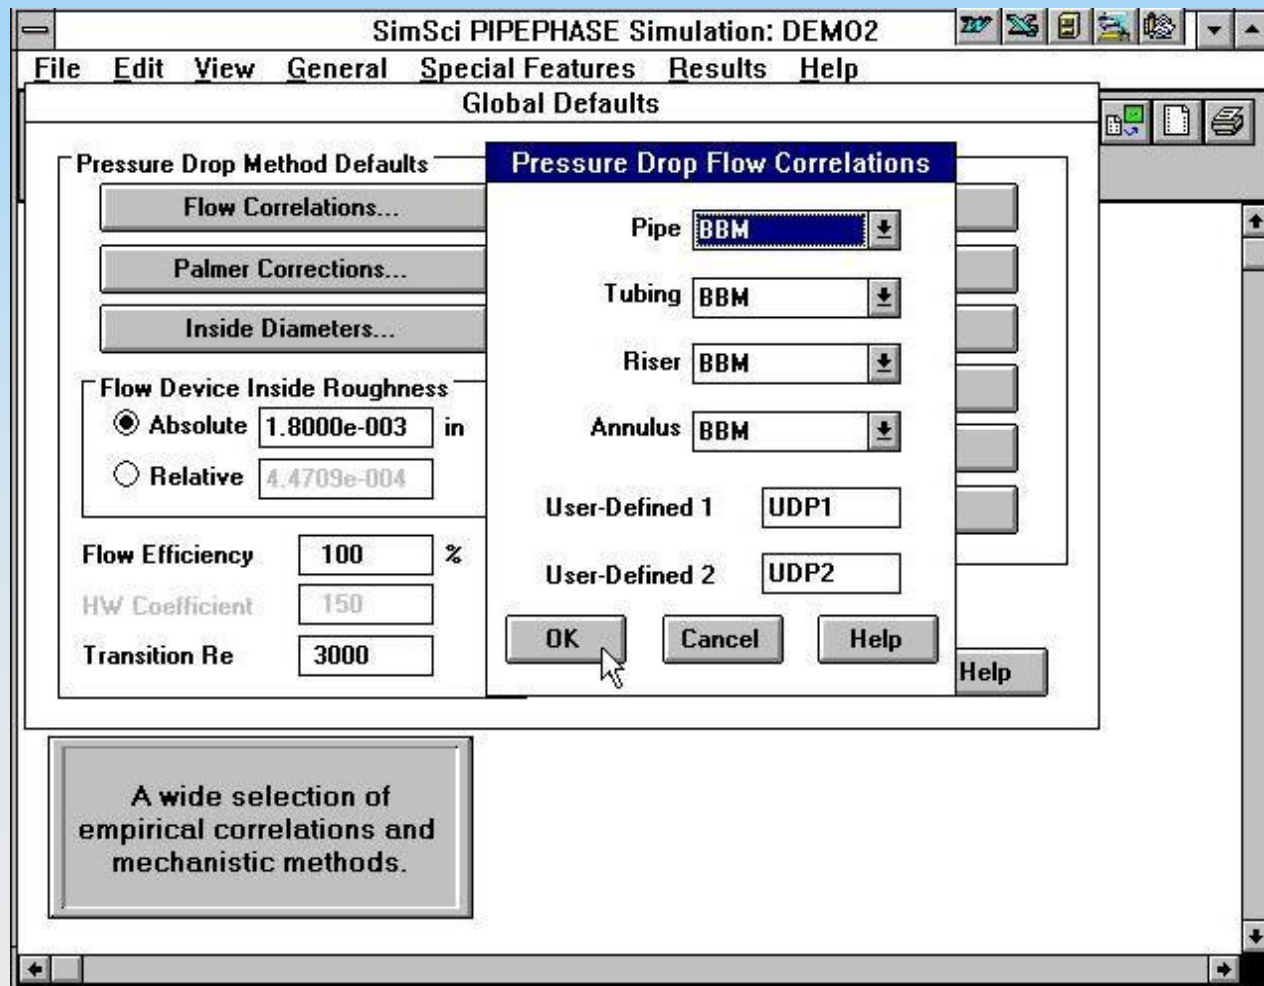 SimSci PIPEPHASE Simulation: DEMO2
File Edit View General Special Features Results Help
Global Defaults
Pressure Drop Method Defaults
Flow Correlations...
Palmer Corrections...
Inside Diameters...
Flow Device Inside Roughness
Absolute 1.8000e-003 in
Relative 4.4709e-004
Flow Efficiency 100 %
HW Coefficient 150
Transition Re 3000
Pressure Drop Flow Correlations
Pipe BBM
Tubing BBM
Riser BBM
Annulus BBM
User-Defined 1 UDP1
User-Defined 2 UDP2
OK Cancel Help
Help
A wide selection of
empirical correlations and
mechanistic methods.